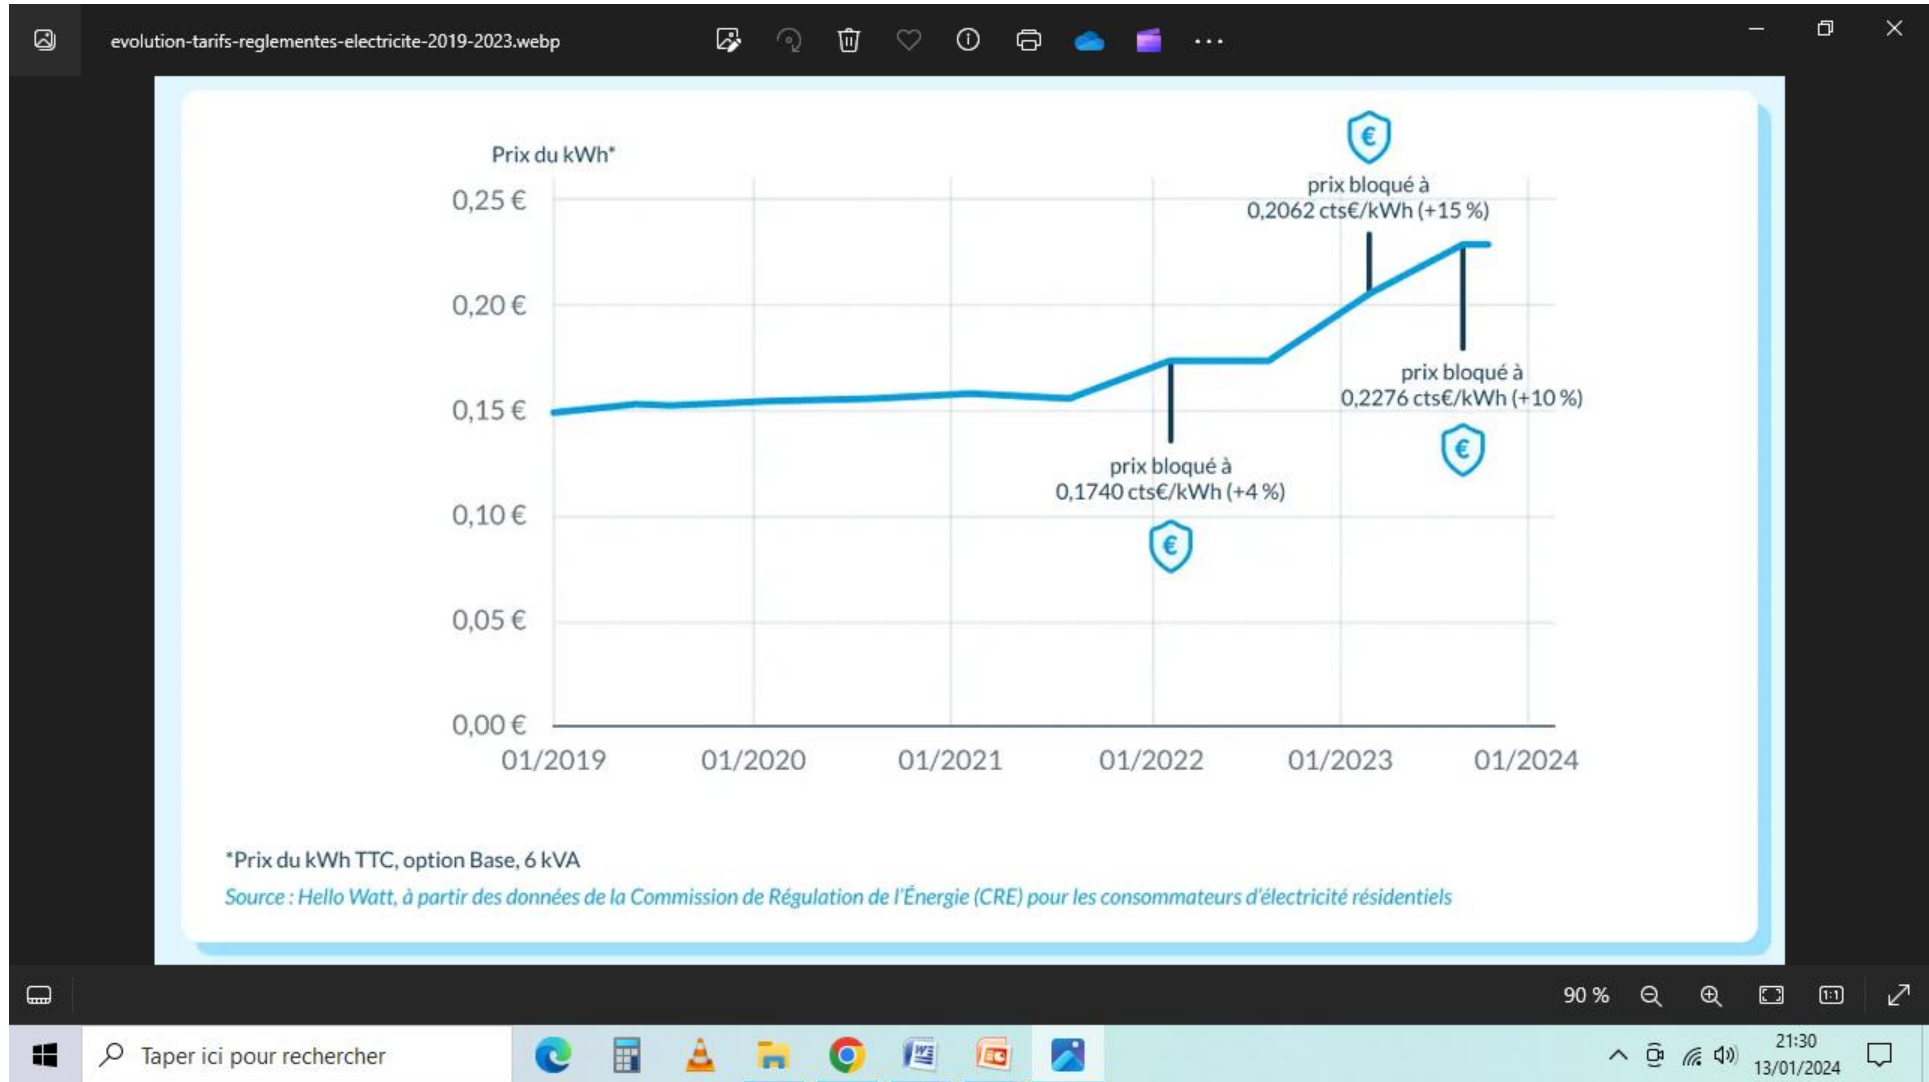 evolution-tarifs-reglementes-electricite-2019-2023.webp
Prix du kWh*
€
prix bloqué à
0,2062 cts€/kWh (+15 %)
0,25 €
0,20 €
0,15 €
0,10 €
0,05 €
0,00 €
prix bloqué à
0,2276 cts€/kWh (+10 %)
€
prix bloqué à
0,1740 cts€/kWh (+4 %)
€
01/2019 01/2020 01/2021 01/2022 01/2023 01/2024
*Prix du kWh TTC, option Base, 6 kVA
Source : Hello Watt, à partir des données de la Commission de Régulation de l'Énergie (CRE) pour les consommateurs d'électricité résidentiels
90 %
1:1
Taper ici pour rechercher
21:30
13/01/2024